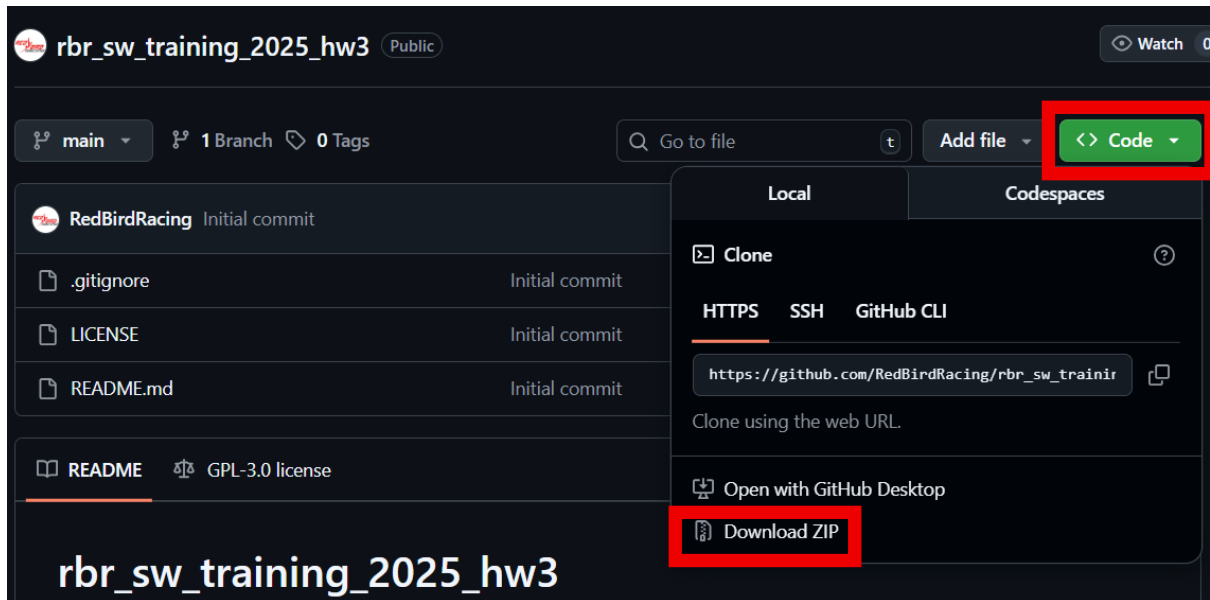 rbr_sw_training_2025_hw3 Public
Watch 0
main
1 Branch
0 Tags
Go to file t
Add file
<> Code
RedBirdRacing Initial commit
.gitignore Initial commit
LICENSE Initial commit
README.md Initial commit
README
GPL-3.0 license
rbr_sw_training_2025_hw3
Local
Codespaces
Clone
HTTPS SSH GitHub CLI
https://github.com/RedBirdRacing/rbr_sw_trainin
Clone using the web URL.
Open with GitHub Desktop
Download ZIP